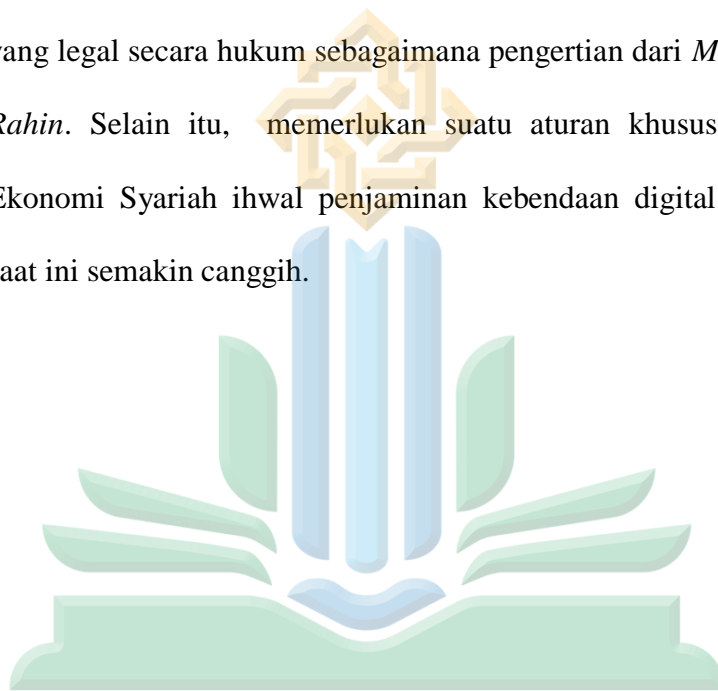 yang legal secara hukum sebagaimana pengertian dari M
Rahin. Selain itu, memerlukan suatu aturan khusus
Ekonomi Syariah ihwal penjaminan kebendaan digital
saat ini semakin canggih.